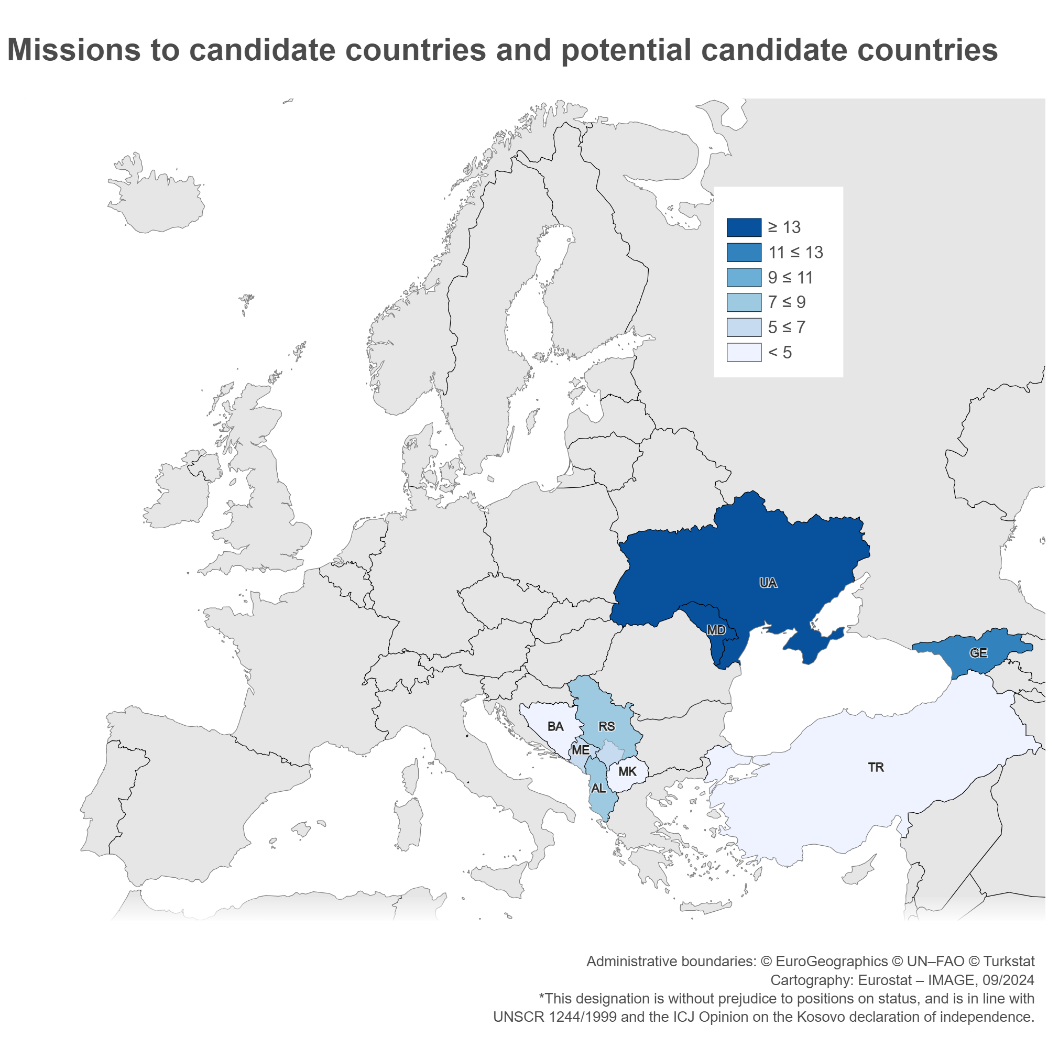 Missions to candidate countries and potential candidate countries
≥ 13
11 ≤ 13
9 ≤ 11
7 ≤ 9
5 ≤ 7
< 5
UA
MD
GE
BA
RS
ME
MK
TR
AL
Administrative boundaries: © EuroGeographics © UN–FAO © Turkstat
Cartography: Eurostat – IMAGE, 09/2024
*This designation is without prejudice to positions on status, and is in line with
UNSCR 1244/1999 and the ICJ Opinion on the Kosovo declaration of independence.